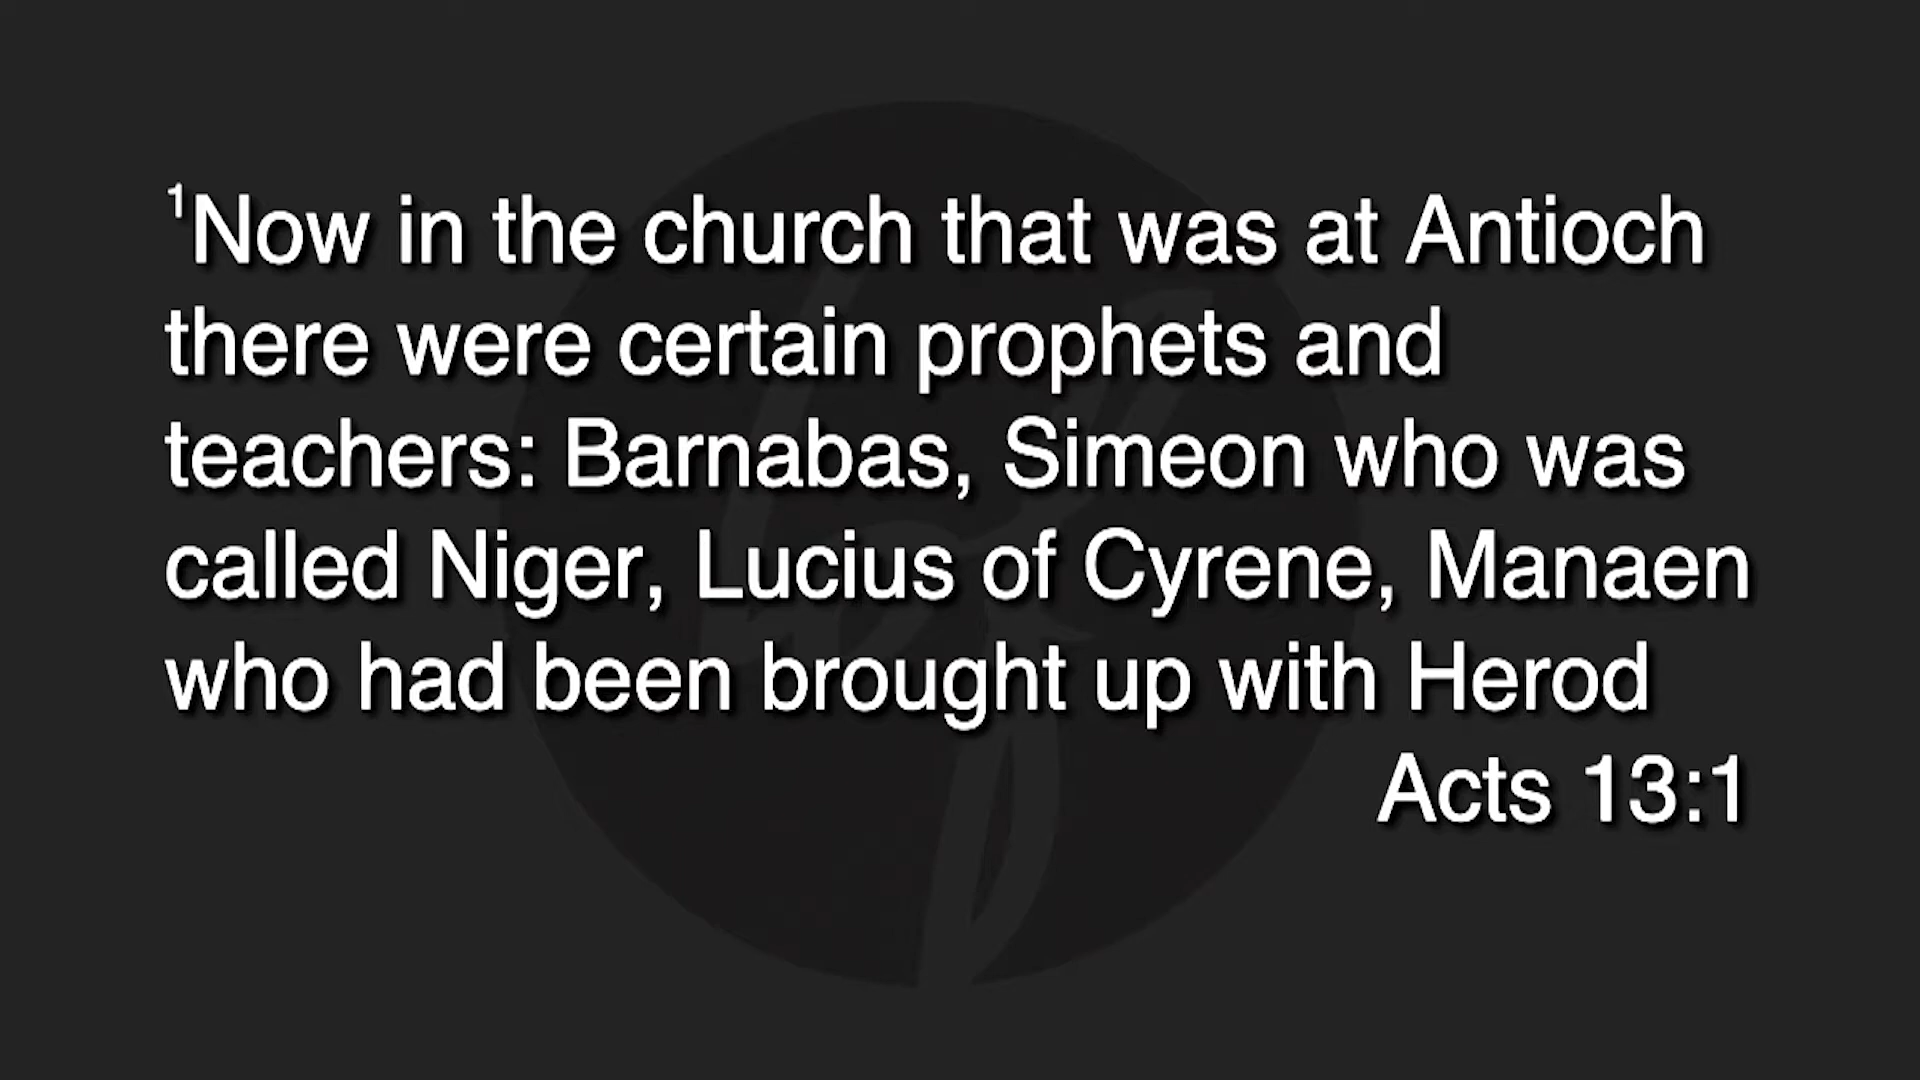 ¹Now in the church that was at Antioch
there were certain prophets and
teachers: Barnabas, Simeon who was
called Niger, Lucius of Cyrene, Manaen
who had been brought up with Herod
Acts 13:1